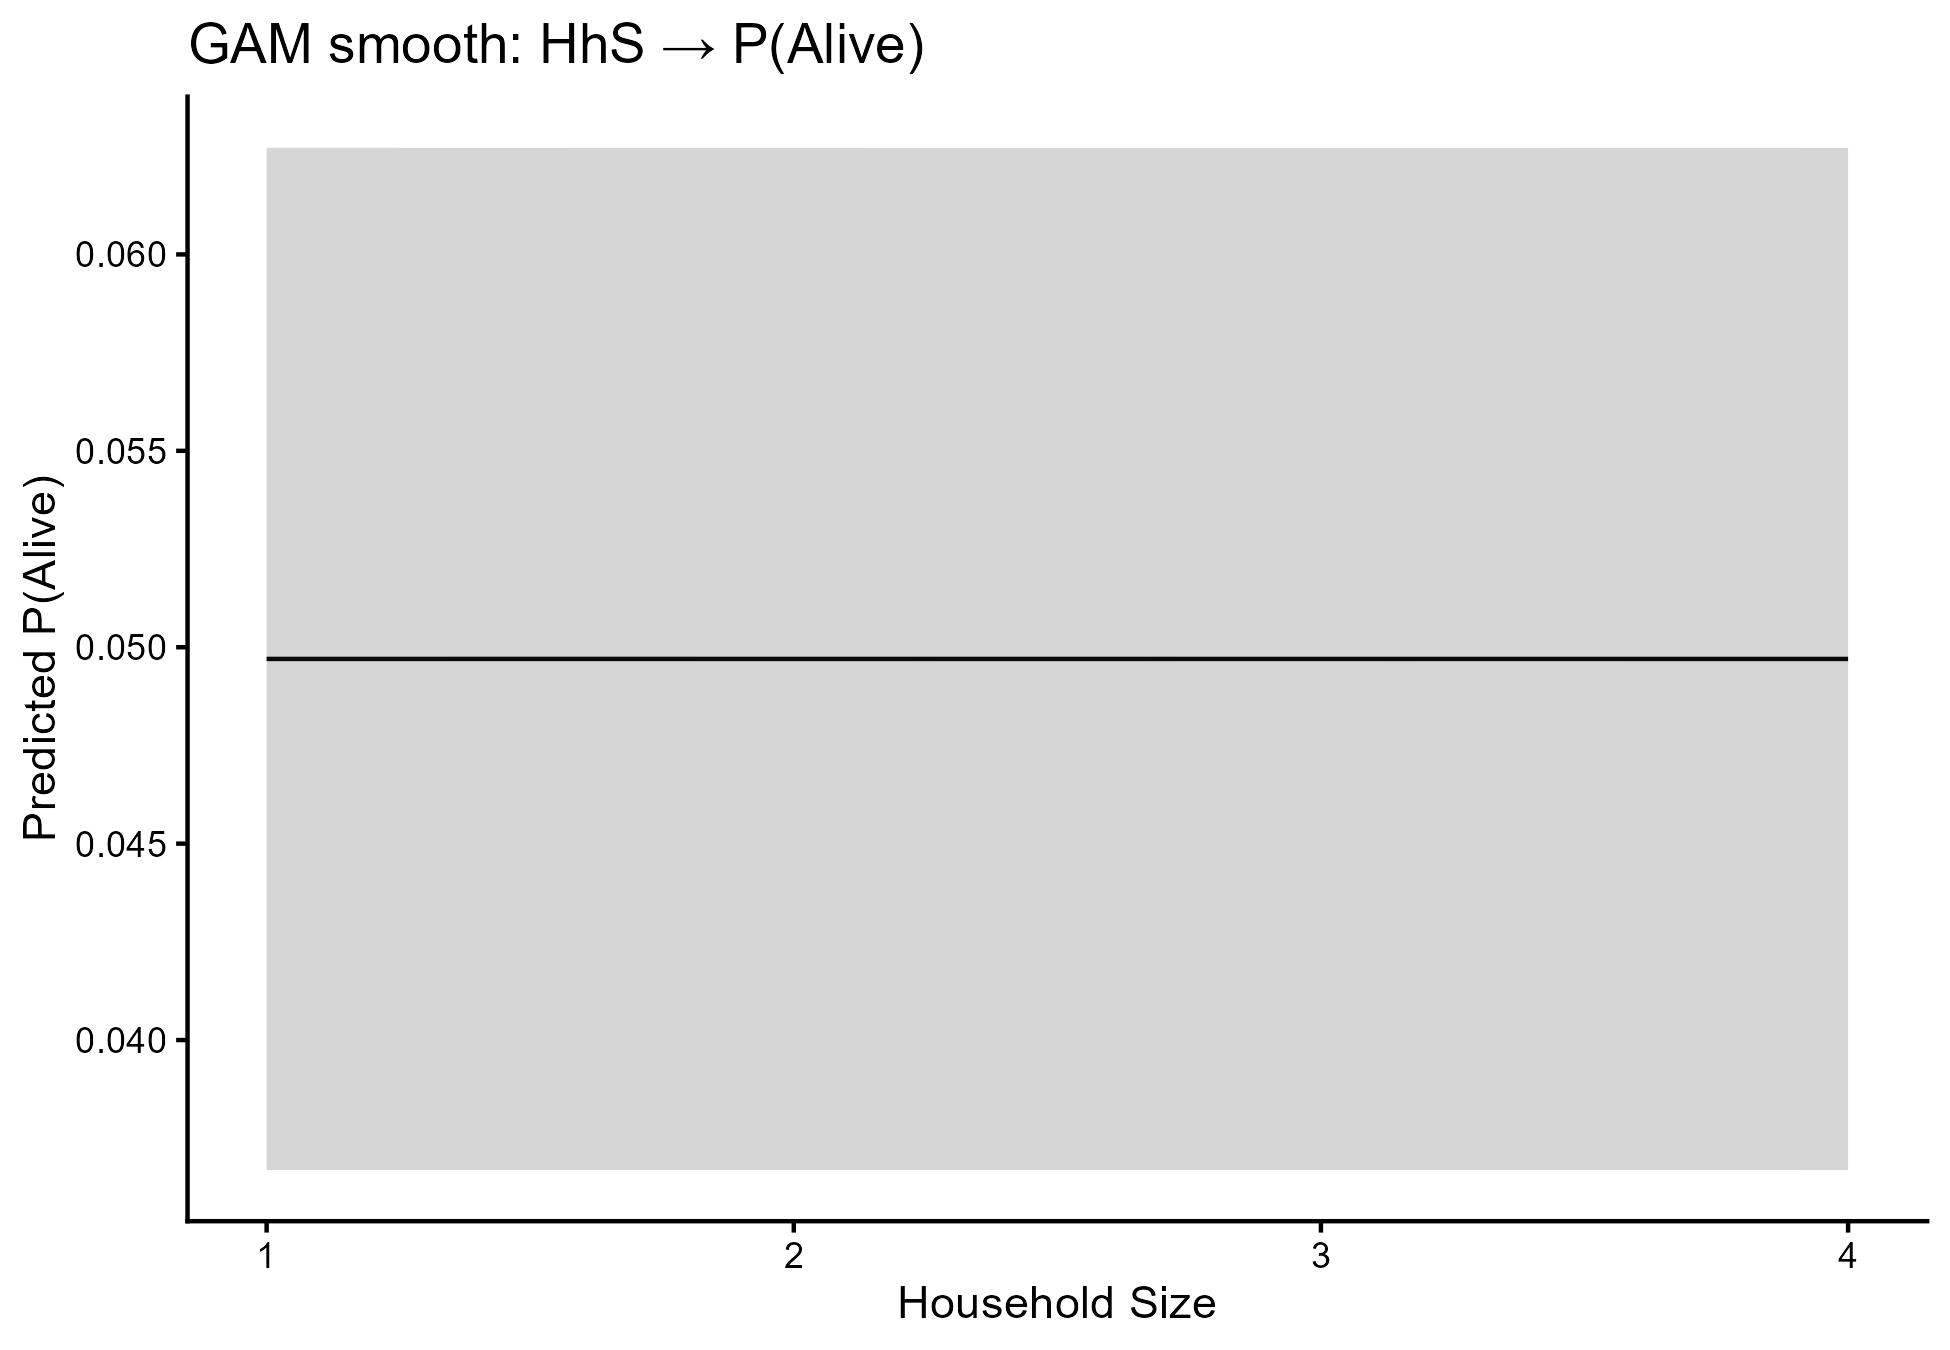 GAM smooth: HhS → P(Alive)
Predicted P(Alive)
0.060
0.055
0.050
0.045
0.040
1 2 3 4
Household Size